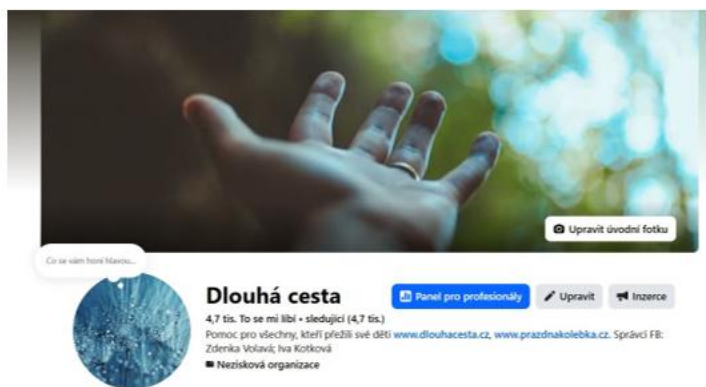 Upravit úvodní fotku
Co se vám honí hlavou...
Dlouhá cesta
Panel pro profesionály
Upravit
Inzerce
4,7 tis. To se mi líbí • sledující (4,7 tis.)
Pomoc pro všechny, kteří přežili své děti www.dlouhacesta.cz, www.prazdnakolebka.cz. Správci FB:
Zdenka Volavá; Iva Kotková
Nezisková organizace